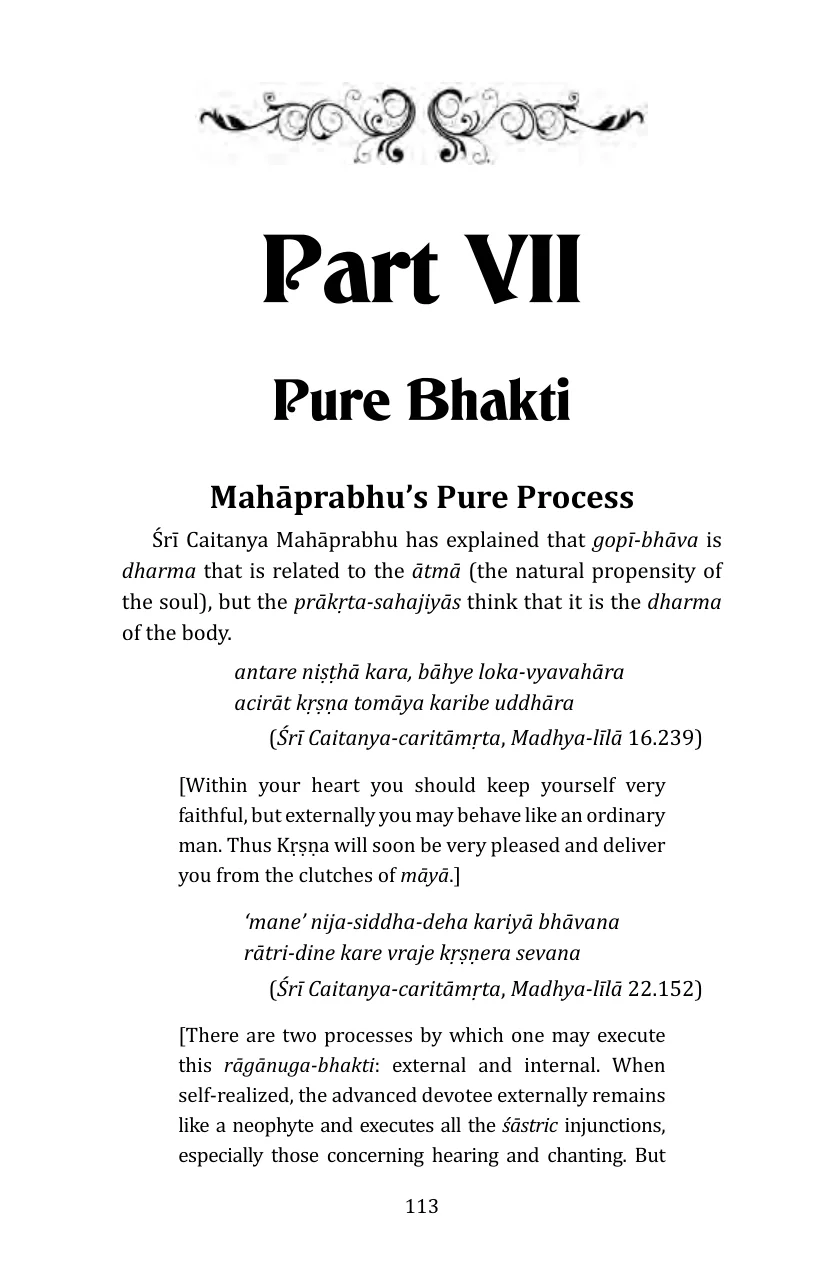 Part VII
Pure Bhakti
Mahāprabhu’s Pure Process
Śrī Caitanya Mahāprabhu has explained that gopī-bhāva is
dharma that is related to the ātmā (the natural propensity of
the soul), but the prākṛta-sahajiyās think that it is the dharma
of the body.
antare niṣṭhā kara, bāhye loka-vyavahāra
acirāt kṛṣṇa tomāya karibe uddhāra
(Śrī Caitanya-caritāmṛta, Madhya-līlā 16.239)
[Within your heart you should keep yourself very
faithful, but externally you may behave like an ordinary
man. Thus Kṛṣṇa will soon be very pleased and deliver
you from the clutches of māyā.]
‘mane’ nija-siddha-deha kariyā bhāvana
rātri-dine kare vraje kṛṣṇera sevana
(Śrī Caitanya-caritāmṛta, Madhya-līlā 22.152)
[There are two processes by which one may execute
this rāgānuga-bhakti: external and internal. When
self-realized, the advanced devotee externally remains
like a neophyte and executes all the śāstric injunctions,
especially those concerning hearing and chanting. But
113